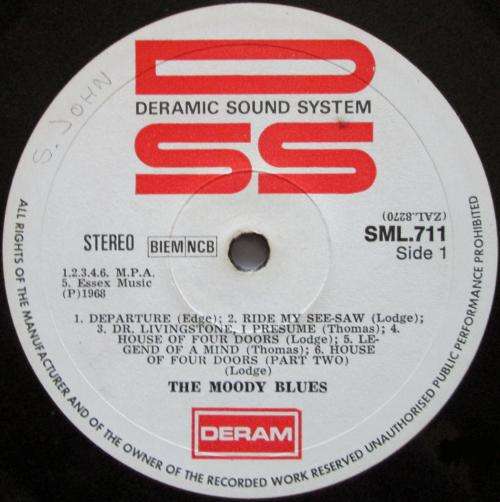 DSS
DERAMIC SOUND SYSTEM
S. JOHN
STEREO
BIEM NCB
(ZAL.8270)
SML.711
Side 1
1.2.3.4.6. M.P.A.
5. Essex Music
(P)1968
1. DEPARTURE (Edge); 2. RIDE MY SEE-SAW (Lodge);
3. DR. LIVINGSTONE, I PRESUME (Thomas); 4.
HOUSE OF FOUR DOORS (Lodge); 5. LE-
GEND OF A MIND (Thomas); 6. HOUSE
OF FOUR DOORS (PART TWO)
(Lodge)
THE MOODY BLUES
DERAM
ALL RIGHTS OF THE MANUFACTURER AND OF THE OWNER OF THE RECORDED WORK RESERVED UNAUTHORISED PUBLIC PERFORMANCE PROHIBITED